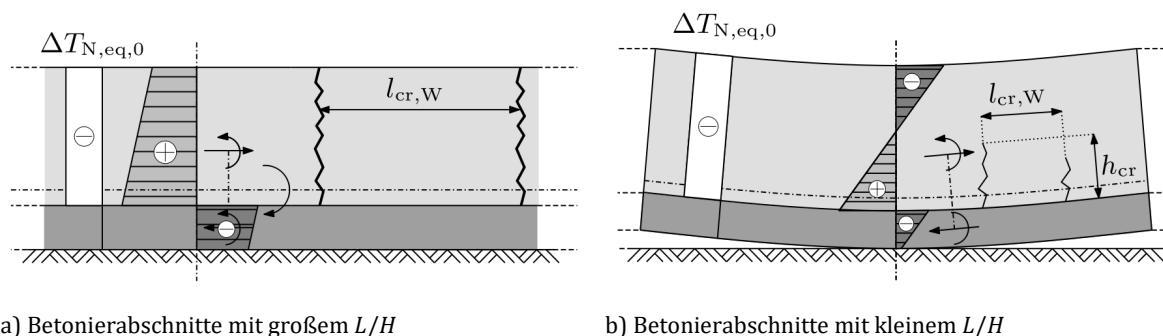 ΔT_N,eq,0
l_cr,W
ΔT_N,eq,0
l_cr,W
h_cr
a) Betonierabschnitte mit großem L/H
b) Betonierabschnitte mit kleinem L/H